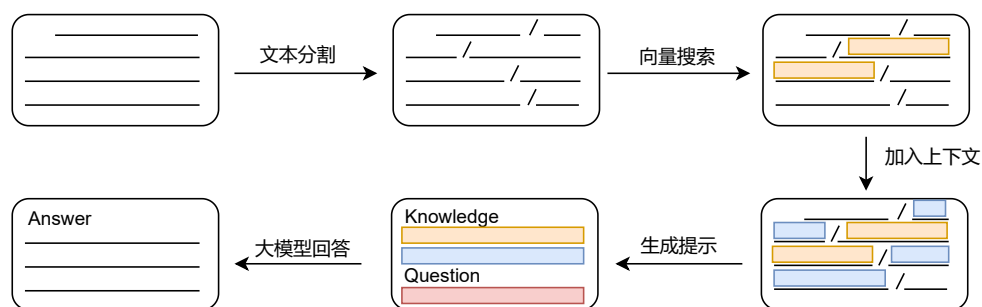 文本分割
向量搜索
加入上下文
生成提示
Knowledge
Question
大模型回答
Answer